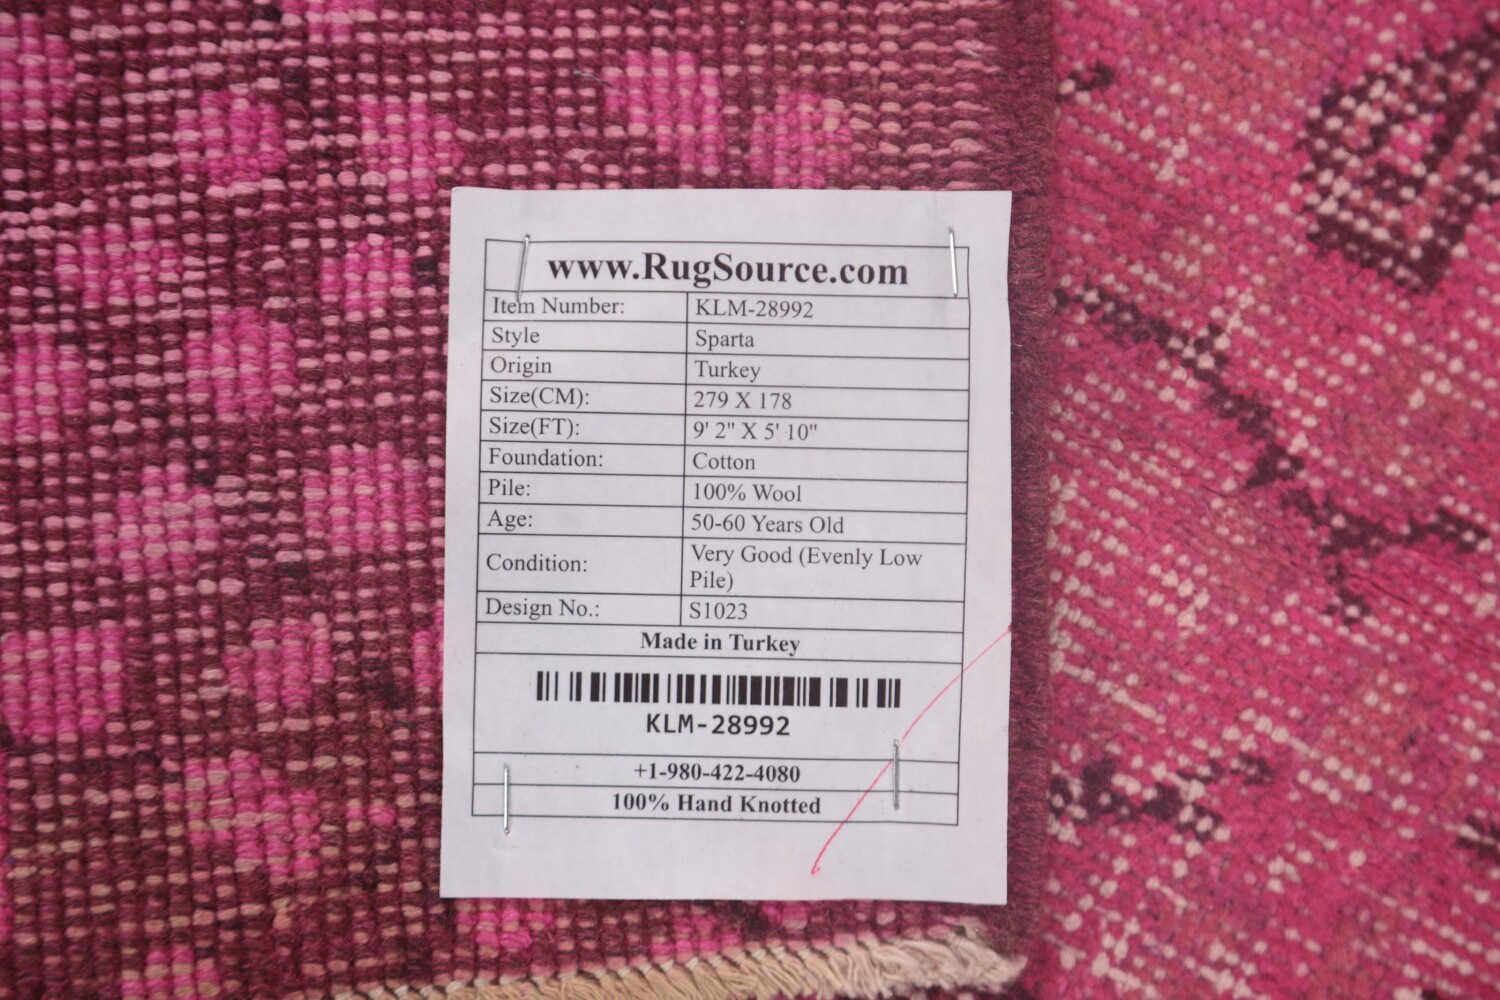 www.RugSource.com
Item Number: KLM-28992
Style Sparta
Origin Turkey
Size(CM): 279 X 178
Size(FT): 9' 2" X 5' 10"
Foundation: Cotton
Pile: 100% Wool
Age: 50-60 Years Old
Condition: Very Good (Evenly Low
Pile)
Design No.: S1023
Made in Turkey
KLM-28992
+1-980-422-4080
100% Hand Knotted